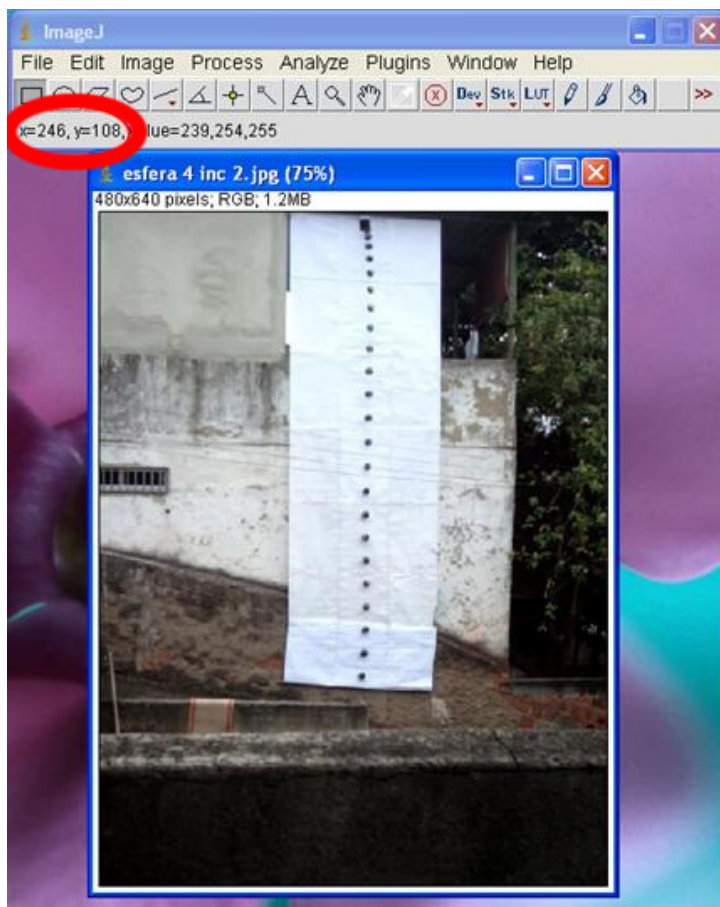 ImageJ
File Edit Image Process Analyze Plugins Window Help
A Dev Stk LUT >>
x=246, y=108, lue=239,254,255
esfera 4 inc 2.jpg (75%)
480x640 pixels; RGB; 1.2MB